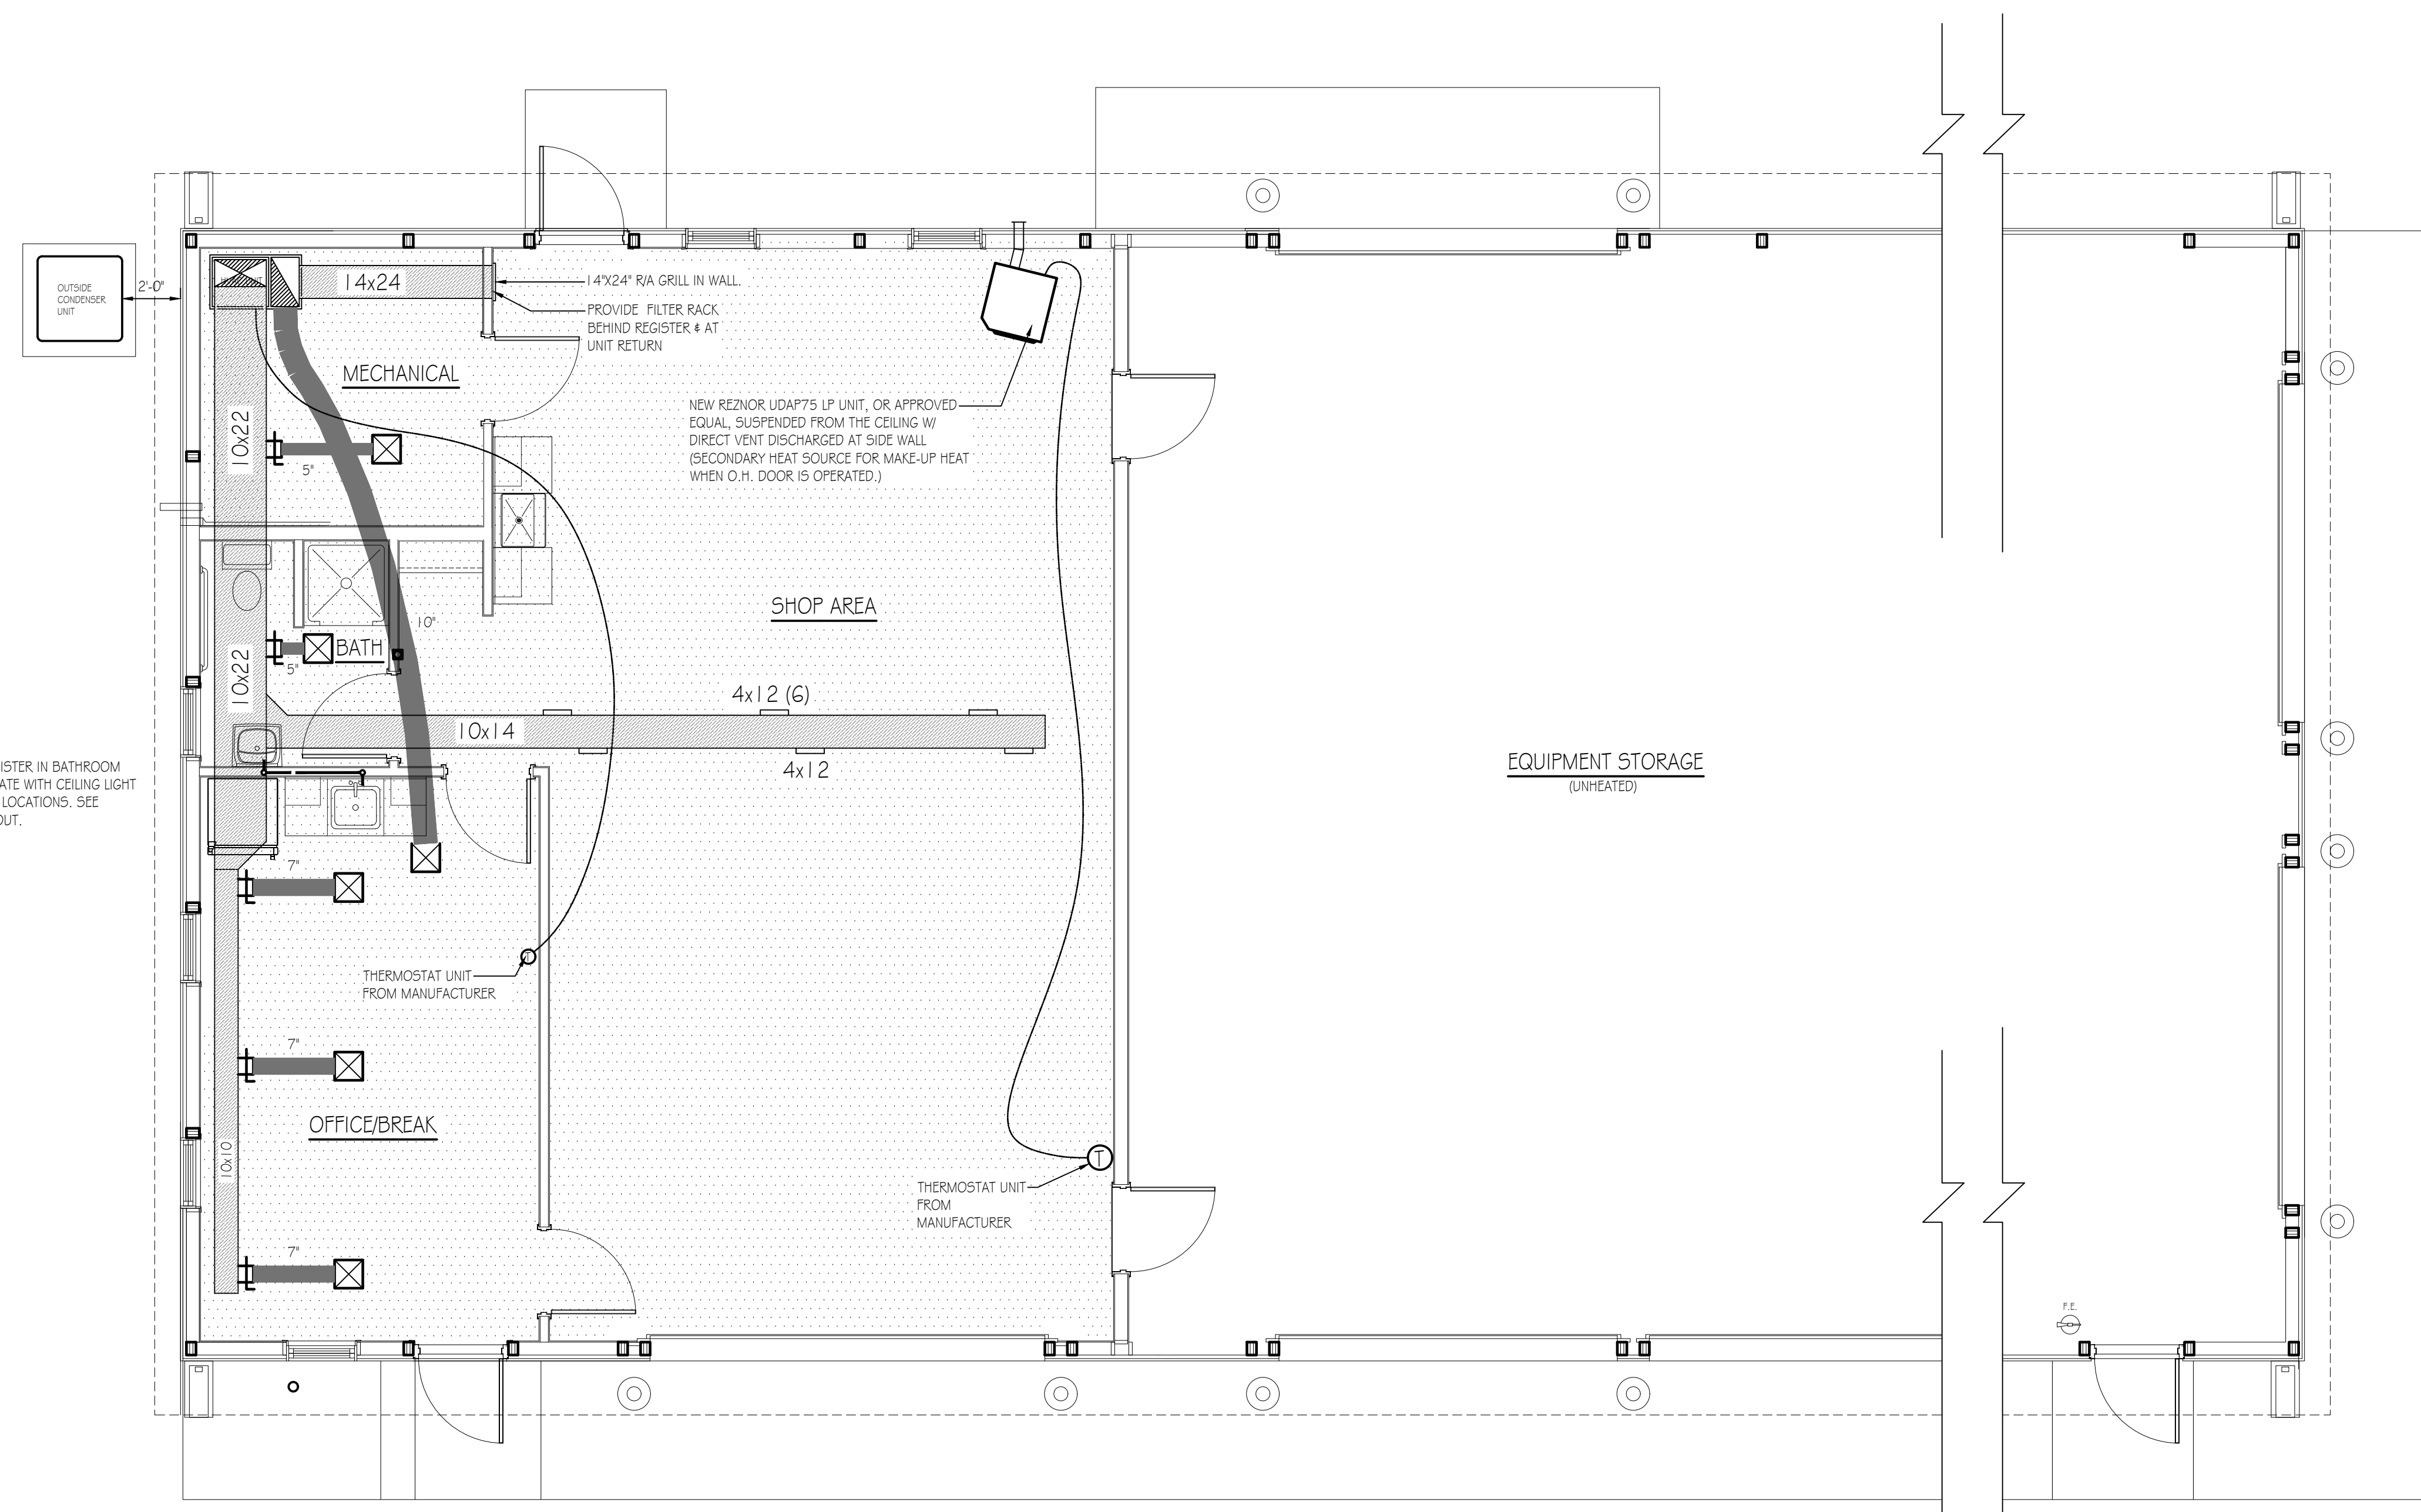 OUTSIDE
CONDENSER
UNIT
2'-0"
14x24
14"X24" R/A GRILL IN WALL.
PROVIDE FILTER RACK
BEHIND REGISTER & AT
UNIT RETURN
MECHANICAL
10x22
5"
NEW REZNOR UDAP75 LP UNIT, OR APPROVED
EQUAL, SUSPENDED FROM THE CEILING W/
DIRECT VENT DISCHARGED AT SIDE WALL
(SECONDARY HEAT SOURCE FOR MAKE-UP HEAT
WHEN O.H. DOOR IS OPERATED.)
SHOP AREA
10"
BATH
5"
10x22
4x12 (6)
10x14
4x12
EQUIPMENT STORAGE
(UNHEATED)
ISTER IN BATHROOM
ATE WITH CEILING LIGHT
LOCATIONS. SEE
OUT.
7"
T
THERMOSTAT UNIT
FROM MANUFACTURER
7"
OFFICE/BREAK
10x10
T
THERMOSTAT UNIT
FROM
MANUFACTURER
7"
F.E.